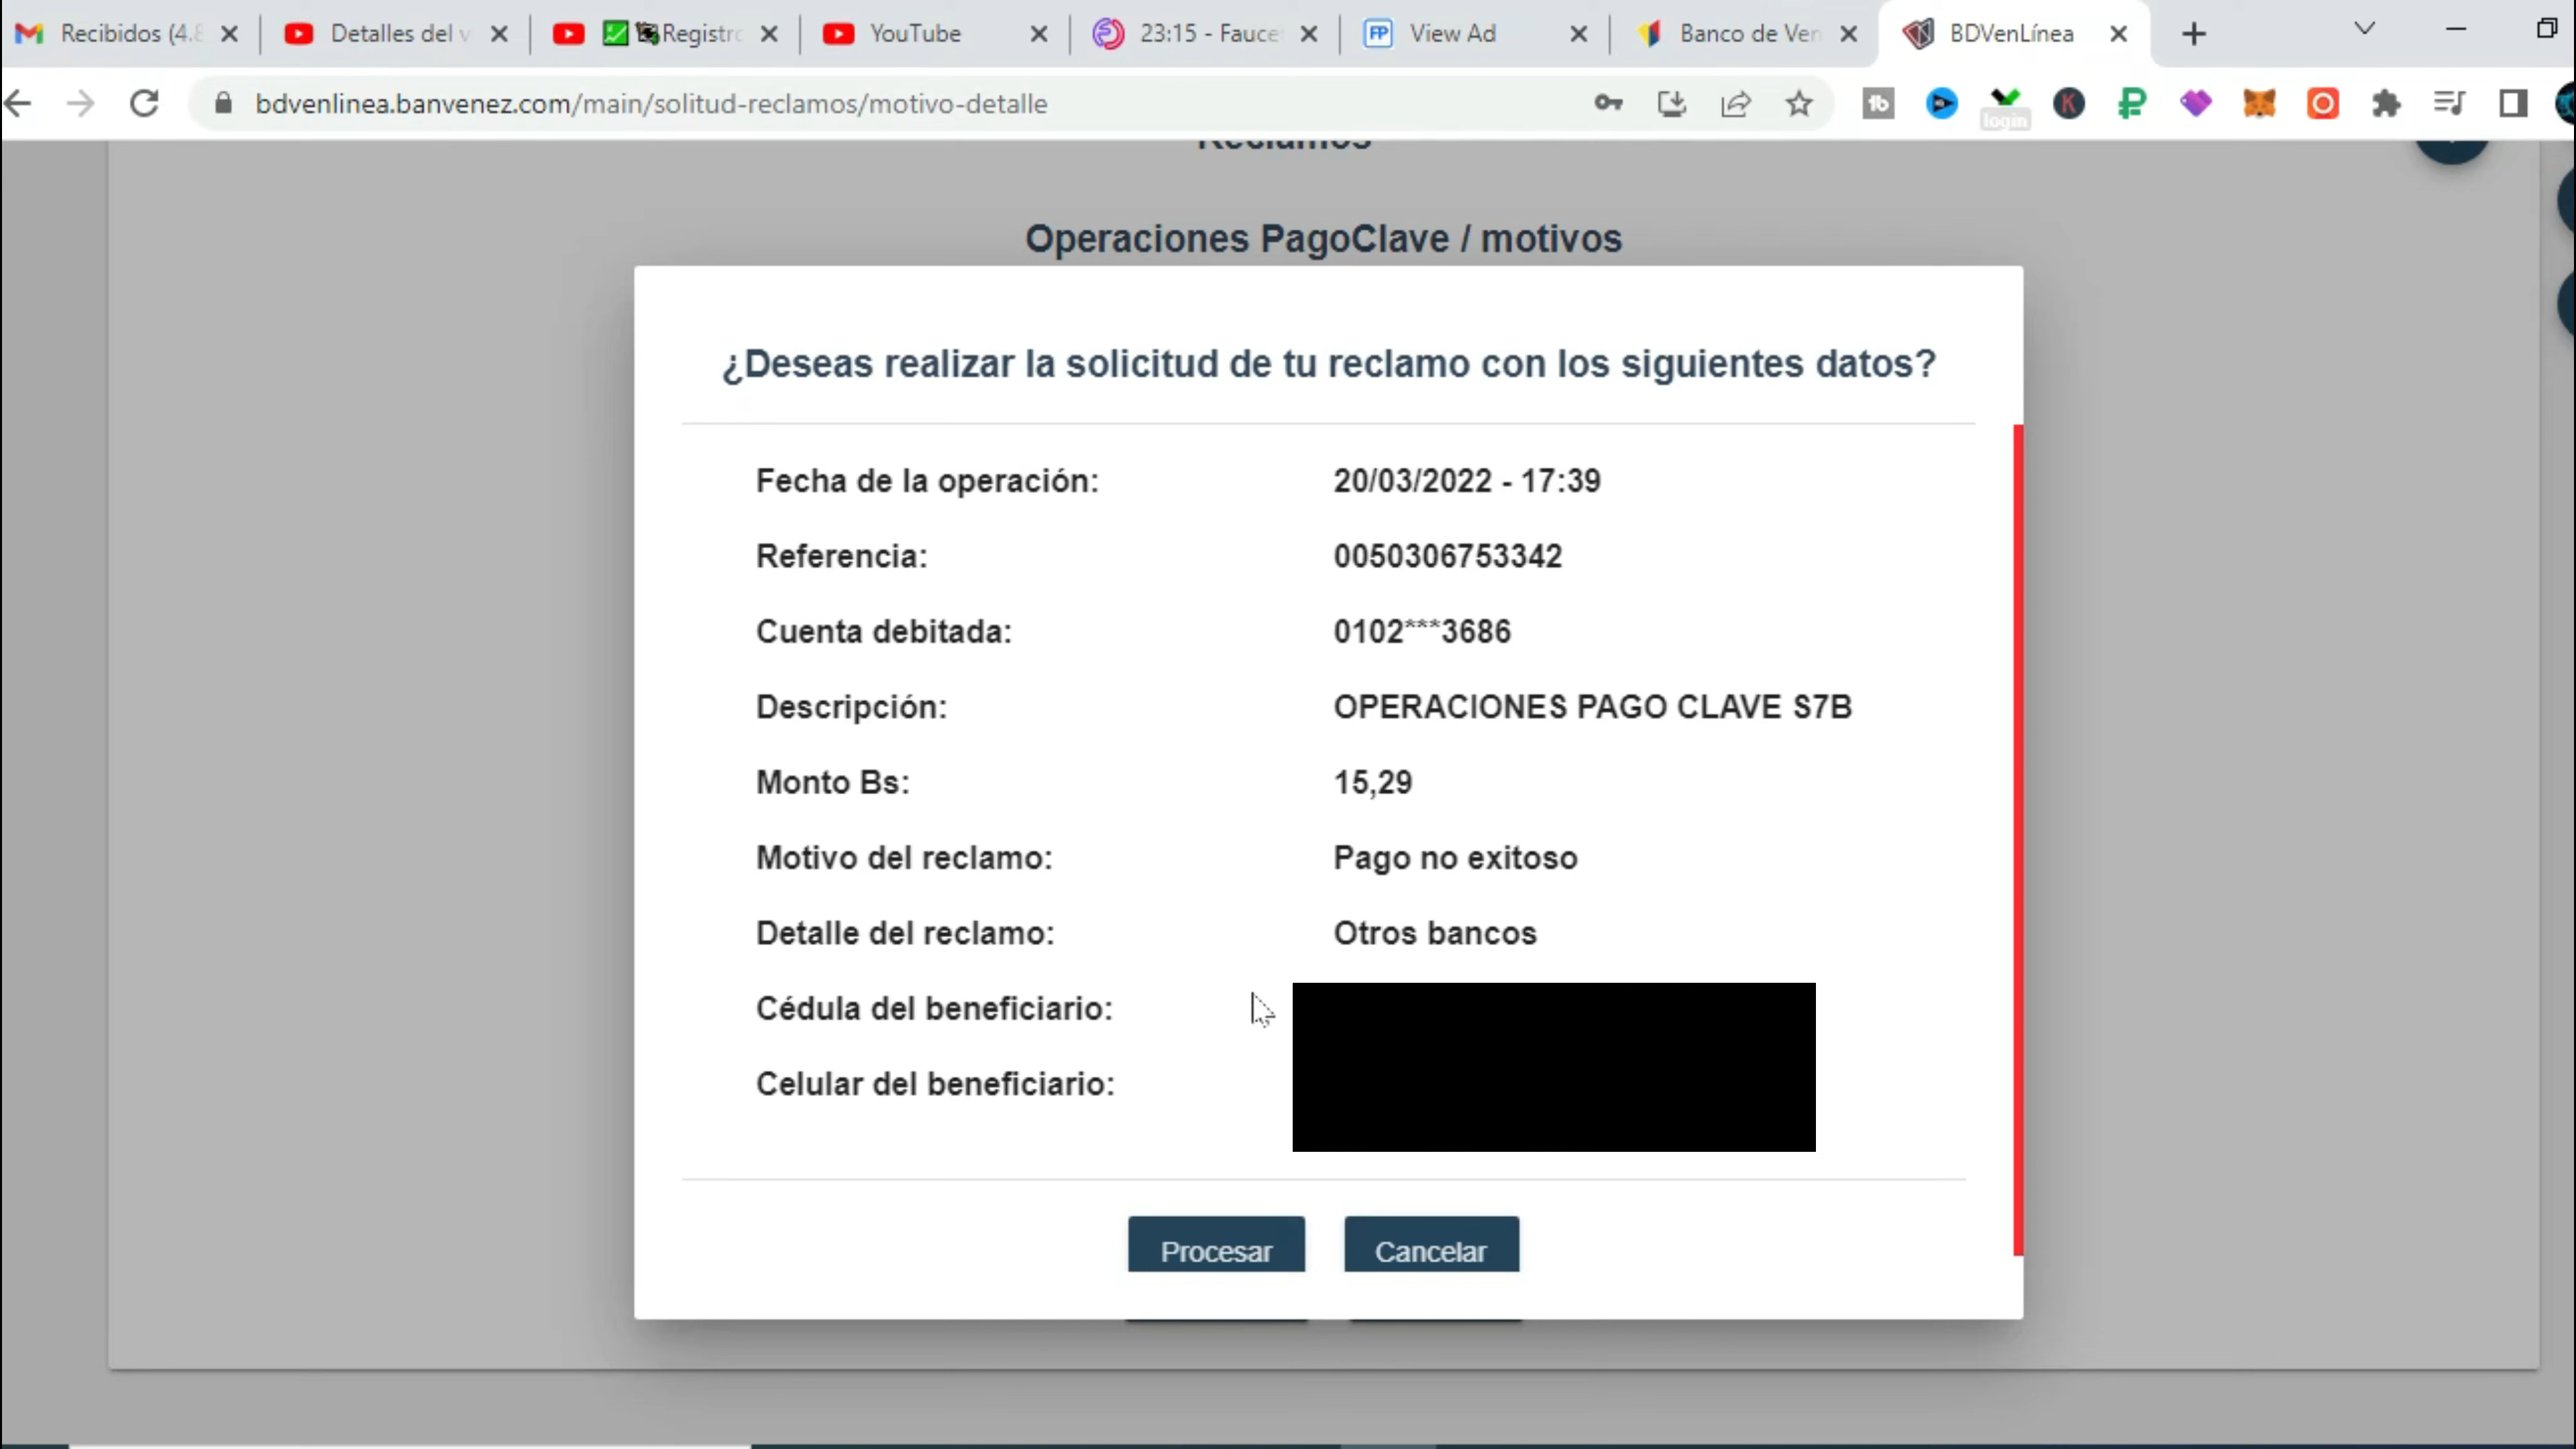 Recibidos (4.8
Detalles del v
Registro
YouTube
23:15 - Fauce
View Ad
Banco de Ven
BDVenLínea
bdvenlinea.banvenez.com/main/solitud-reclamos/motivo-detalle
login
Reclamos
Operaciones PagoClave / motivos
¿Deseas realizar la solicitud de tu reclamo con los siguientes datos?
Fecha de la operación: 20/03/2022 - 17:39
Referencia: 0050306753342
Cuenta debitada: 0102***3686
Descripción: OPERACIONES PAGO CLAVE S7B
Monto Bs: 15,29
Motivo del reclamo: Pago no exitoso
Detalle del reclamo: Otros bancos
Cédula del beneficiario:
Celular del beneficiario:
Procesar Cancelar